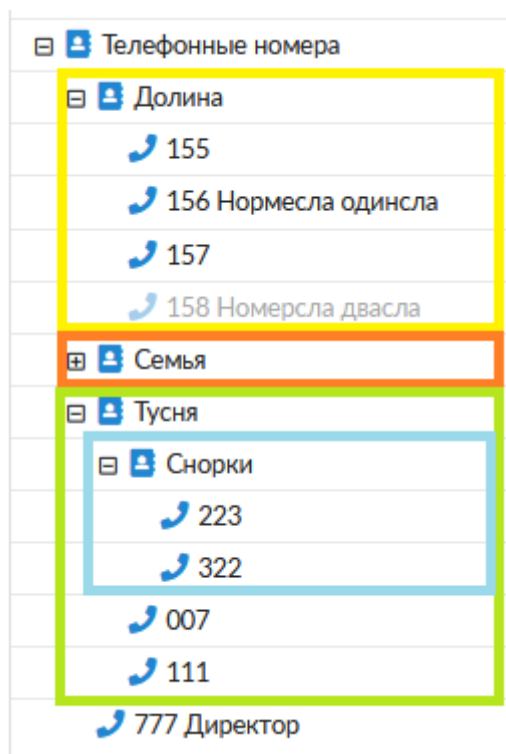 Телефонные номера
Долина
155
156 Нормесла одинсла
157
158 Номерсла двасла
Семья
Тусня
Снорки
223
322
007
111
777 Директор